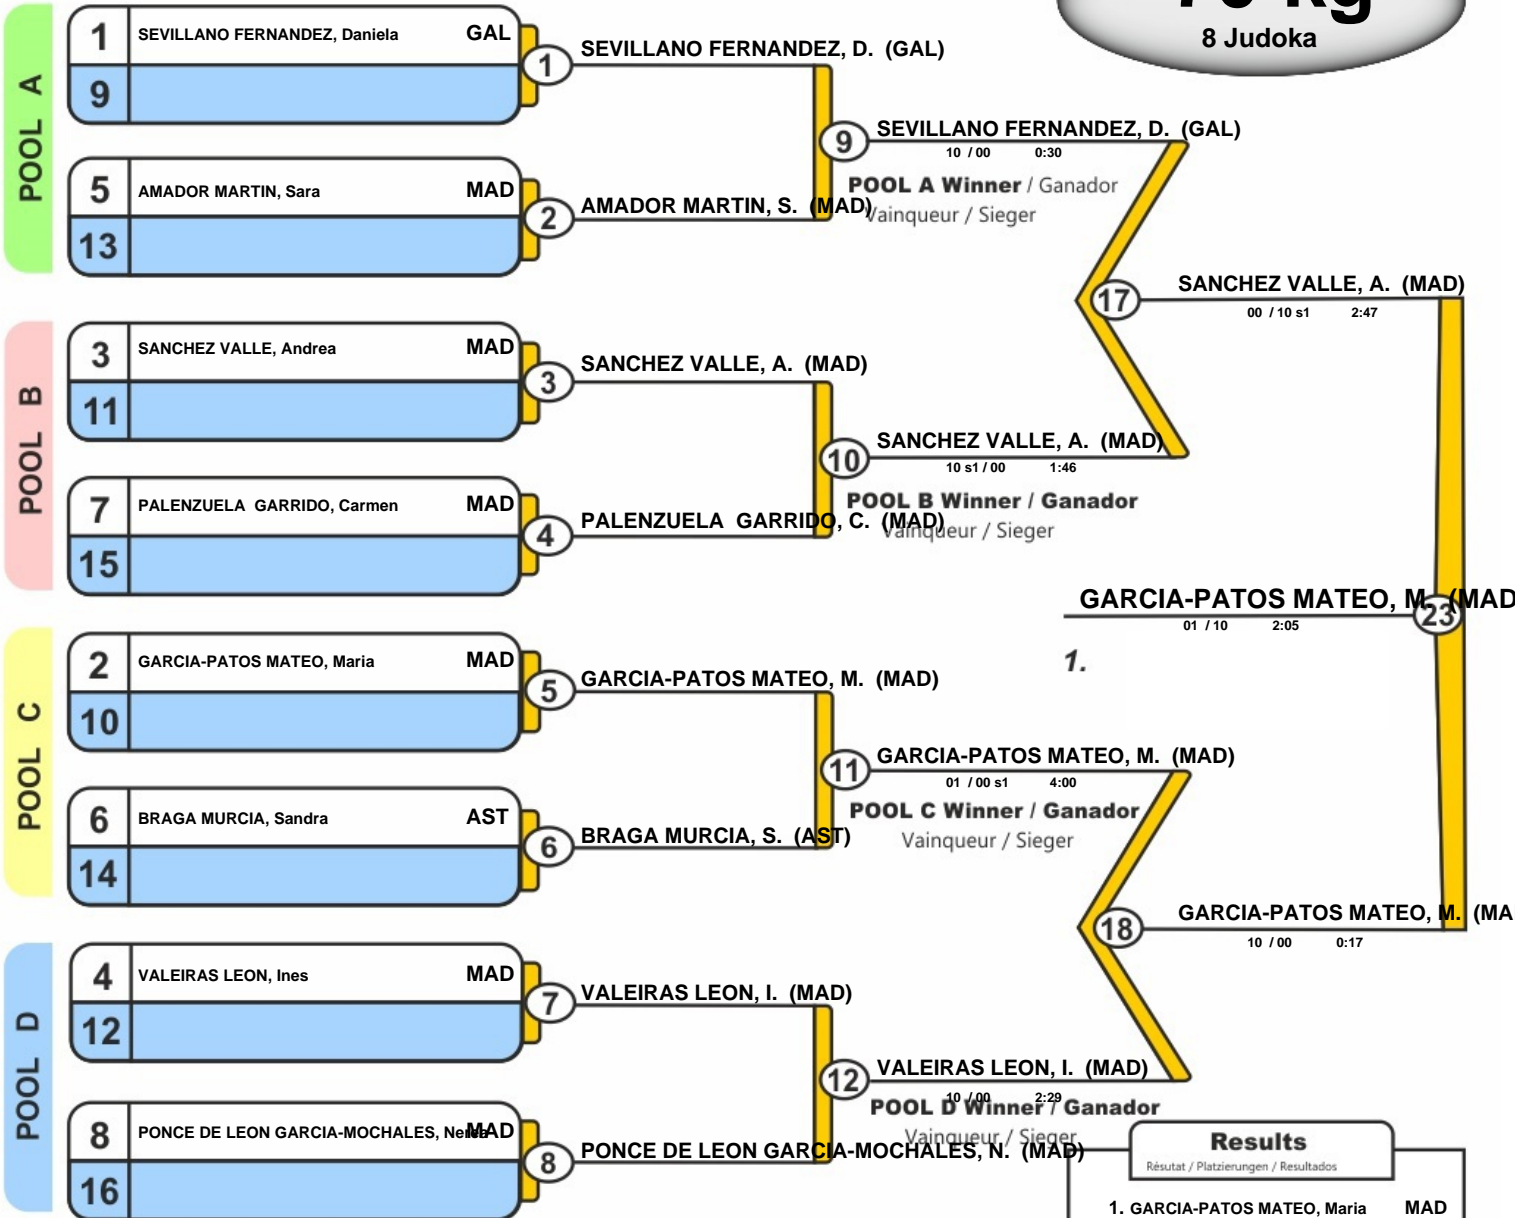 kg
8 Judoka
POOL A
1 SEVILLANO FERNANDEZ, Daniela GAL
9
1
SEVILLANO FERNANDEZ, D. (GAL)
5 AMADOR MARTIN, Sara MAD
13
2
AMADOR MARTIN, S. (MAD)
9
SEVILLANO FERNANDEZ, D. (GAL)
10 / 00 0:30
POOL A Winner / Ganador
Vainqueur / Sieger
POOL B
3 SANCHEZ VALLE, Andrea MAD
11
3
SANCHEZ VALLE, A. (MAD)
7 PALENZUELA GARRIDO, Carmen MAD
15
4
PALENZUELA GARRIDO, C. (MAD)
10
SANCHEZ VALLE, A. (MAD)
10 s1 / 00 1:46
POOL B Winner / Ganador
Vainqueur / Sieger
17
SANCHEZ VALLE, A. (MAD)
00 / 10 s1 2:47
GARCIA-PATOS MATEO, M. (MAD
23
01 / 10 2:05
1.
POOL C
2 GARCIA-PATOS MATEO, Maria MAD
10
5
GARCIA-PATOS MATEO, M. (MAD)
6 BRAGA MURCIA, Sandra AST
14
6
BRAGA MURCIA, S. (AST)
11
GARCIA-PATOS MATEO, M. (MAD)
01 / 00 s1 4:00
POOL C Winner / Ganador
Vainqueur / Sieger
18
GARCIA-PATOS MATEO, M. (MA
10 / 00 0:17
POOL D
4 VALEIRAS LEON, Ines MAD
12
7
VALEIRAS LEON, I. (MAD)
8 PONCE DE LEON GARCIA-MOCHALES, Nerea MAD
16
8
PONCE DE LEON GARCIA-MOCHALES, N. (MAD)
12
VALEIRAS LEON, I. (MAD)
10 / 00 2:29
POOL D Winner / Ganador
Vainqueur / Sieger
Results
Résutat / Platzierungen / Resultados
1. GARCIA-PATOS MATEO, Maria MAD